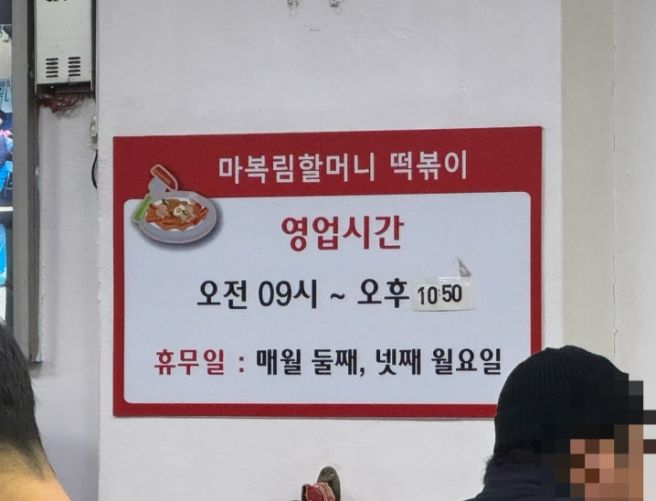 마복림할머니 떡볶이
영업시간
오전 09시 ~ 오후 10:50
휴무일 : 매월 둘째, 넷째 월요일